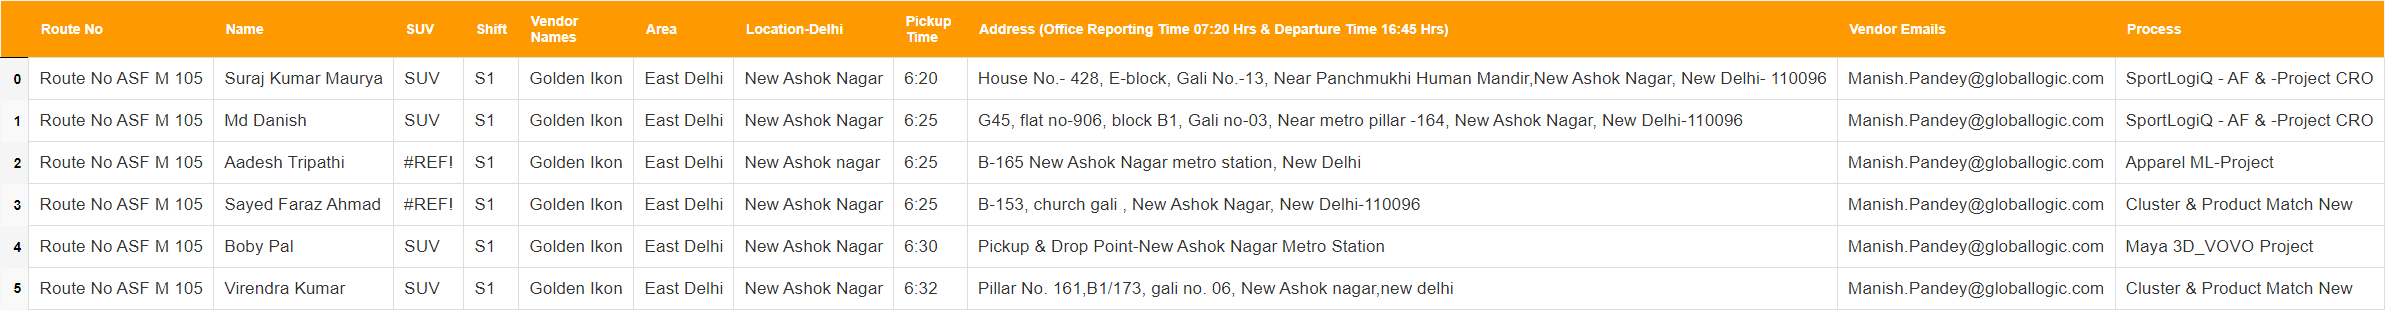 Route No Name SUV Shift Vendor Names Area Location-Delhi Pickup Time Address (Office Reporting Time 07:20 Hrs & Departure Time 16:45 Hrs) Vendor Emails Process
0 Route No ASF M 105 Suraj Kumar Maurya SUV S1 Golden Ikon East Delhi New Ashok Nagar 6:20 House No.- 428, E-block, Gali No.-13, Near Panchmukhi Human Mandir,New Ashok Nagar, New Delhi- 110096 Manish.Pandey@globallogic.com SportLogiQ - AF & -Project CRO
1 Route No ASF M 105 Md Danish SUV S1 Golden Ikon East Delhi New Ashok Nagar 6:25 G45, flat no-906, block B1, Gali no-03, Near metro pillar -164, New Ashok Nagar, New Delhi-110096 Manish.Pandey@globallogic.com SportLogiQ - AF & -Project CRO
2 Route No ASF M 105 Aadesh Tripathi #REF! S1 Golden Ikon East Delhi New Ashok nagar 6:25 B-165 New Ashok Nagar metro station, New Delhi Manish.Pandey@globallogic.com Apparel ML-Project
3 Route No ASF M 105 Sayed Faraz Ahmad #REF! S1 Golden Ikon East Delhi New Ashok Nagar 6:25 B-153, church gali , New Ashok Nagar, New Delhi-110096 Manish.Pandey@globallogic.com Cluster & Product Match New
4 Route No ASF M 105 Boby Pal SUV S1 Golden Ikon East Delhi New Ashok Nagar 6:30 Pickup & Drop Point-New Ashok Nagar Metro Station Manish.Pandey@globallogic.com Maya 3D_VOVO Project
5 Route No ASF M 105 Virendra Kumar SUV S1 Golden Ikon East Delhi New Ashok Nagar 6:32 Pillar No. 161,B1/173, gali no. 06, New Ashok nagar,new delhi Manish.Pandey@globallogic.com Cluster & Product Match New